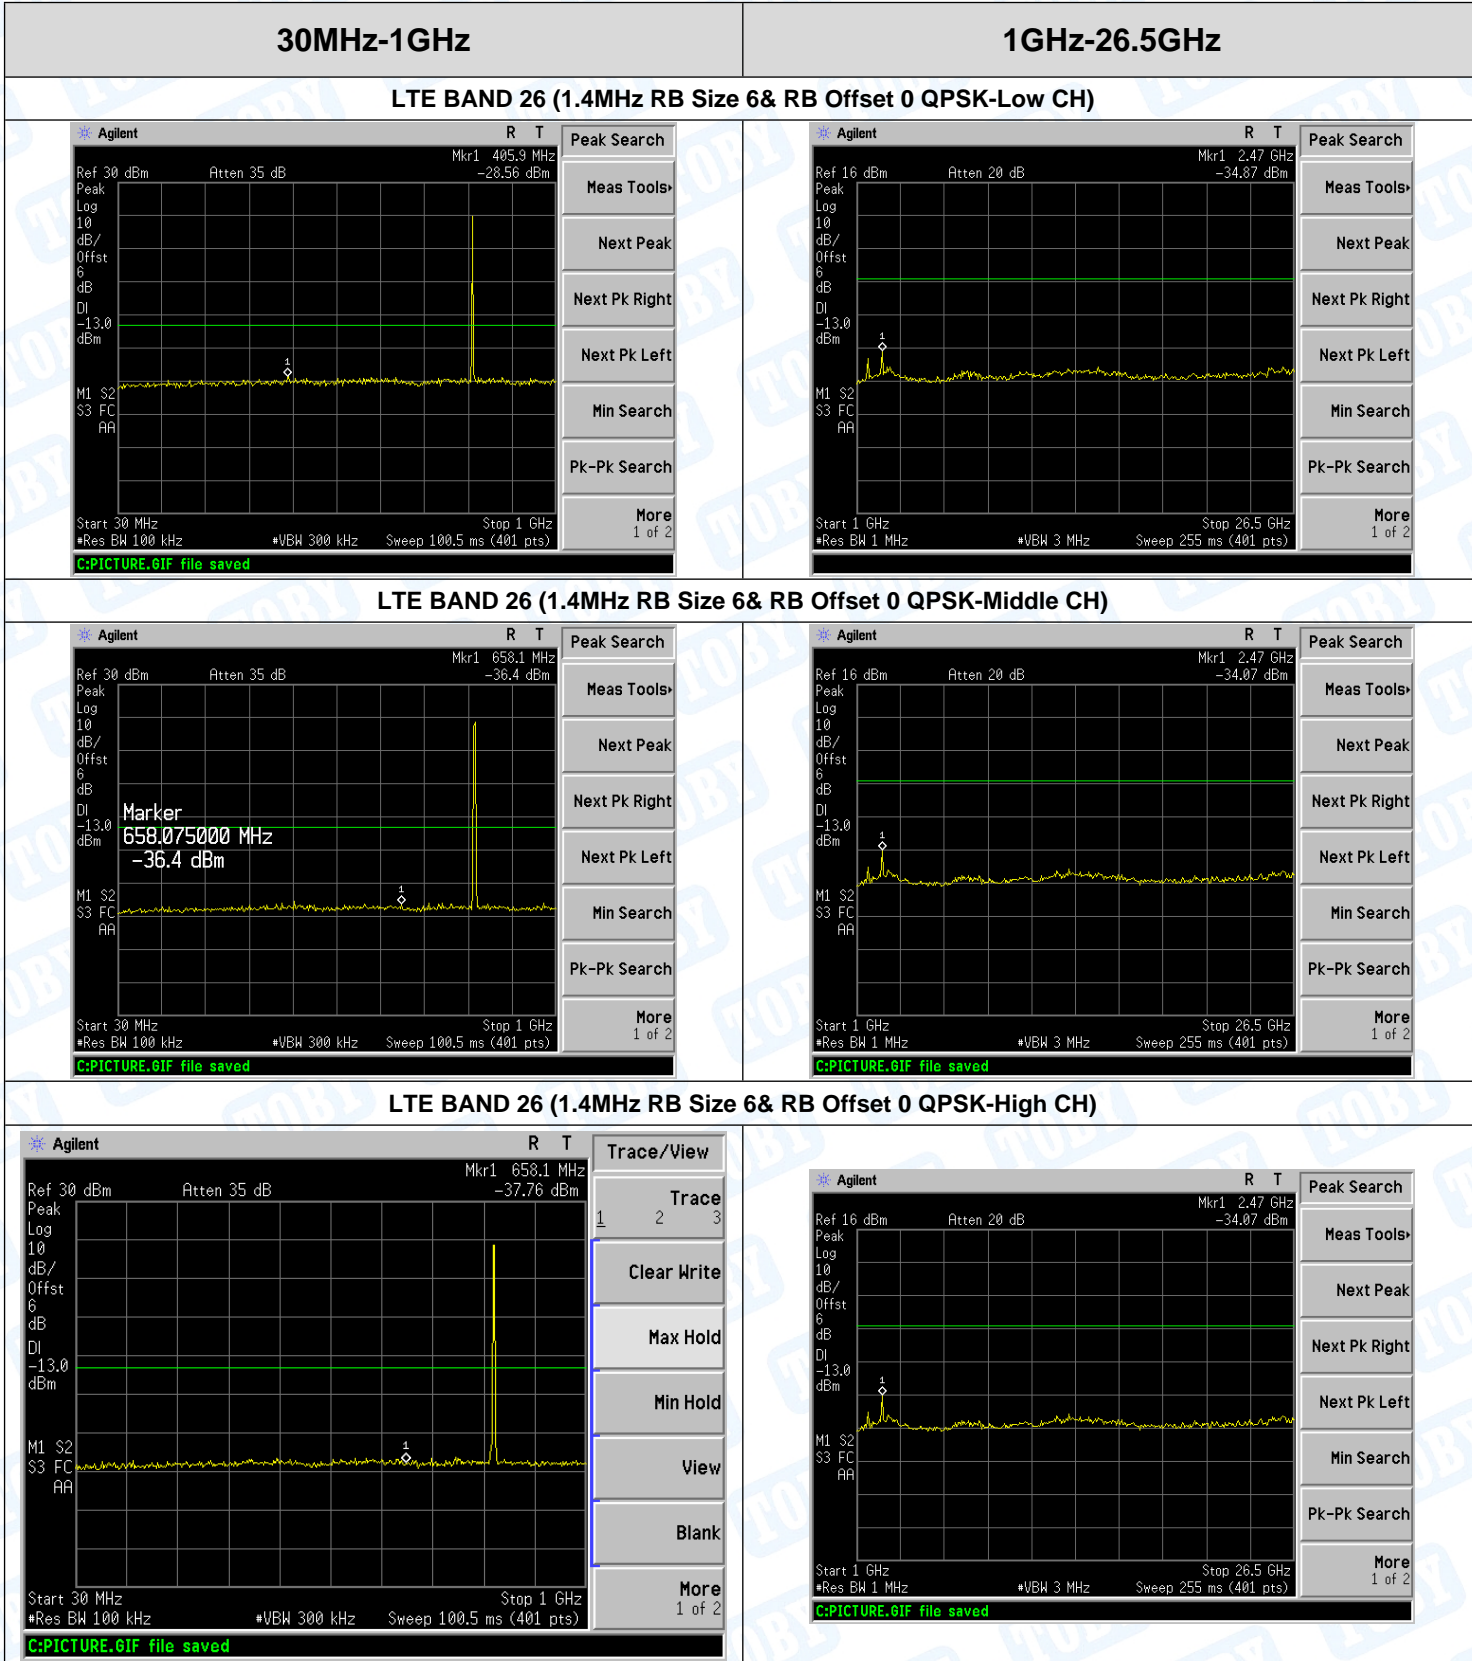 30MHz-1GHz
1GHz-26.5GHz
LTE BAND 26 (1.4MHz RB Size 6& RB Offset 0 QPSK-Low CH)
Agilent R T
Peak Search
Mkr1 405.9 MHz
Ref 30 dBm Atten 35 dB -28.56 dBm
Peak
Log
10
dB/
Offst
6
dB
DI
-13.0
dBm
1
M1 S2
S3 FC
AA
Start 30 MHz Stop 1 GHz
#Res BW 100 kHz #VBW 300 kHz Sweep 100.5 ms (401 pts)
C:PICTURE.GIF file saved
Meas Tools
Next Peak
Next Pk Right
Next Pk Left
Min Search
Pk-Pk Search
More
1 of 2
Agilent R T
Peak Search
Mkr1 2.47 GHz
Ref 16 dBm Atten 20 dB -34.87 dBm
Peak
Log
10
dB/
Offst
6
dB
DI
-13.0
dBm
1
M1 S2
S3 FC
AA
Start 1 GHz Stop 26.5 GHz
#Res BW 1 MHz #VBW 3 MHz Sweep 255 ms (401 pts)
Meas Tools
Next Peak
Next Pk Right
Next Pk Left
Min Search
Pk-Pk Search
More
1 of 2
LTE BAND 26 (1.4MHz RB Size 6& RB Offset 0 QPSK-Middle CH)
Agilent R T
Peak Search
Mkr1 658.1 MHz
Ref 30 dBm Atten 35 dB -36.4 dBm
Peak
Log
10
dB/
Offst
6
dB
DI
-13.0
dBm
Marker
658.075000 MHz
-36.4 dBm
1
M1 S2
S3 FC
AA
Start 30 MHz Stop 1 GHz
#Res BW 100 kHz #VBW 300 kHz Sweep 100.5 ms (401 pts)
C:PICTURE.GIF file saved
Meas Tools
Next Peak
Next Pk Right
Next Pk Left
Min Search
Pk-Pk Search
More
1 of 2
Agilent R T
Peak Search
Mkr1 2.47 GHz
Ref 16 dBm Atten 20 dB -34.07 dBm
Peak
Log
10
dB/
Offst
6
dB
DI
-13.0
dBm
1
M1 S2
S3 FC
AA
Start 1 GHz Stop 26.5 GHz
#Res BW 1 MHz #VBW 3 MHz Sweep 255 ms (401 pts)
C:PICTURE.GIF file saved
Meas Tools
Next Peak
Next Pk Right
Next Pk Left
Min Search
Pk-Pk Search
More
1 of 2
LTE BAND 26 (1.4MHz RB Size 6& RB Offset 0 QPSK-High CH)
Agilent R T
Trace/View
Mkr1 658.1 MHz
Ref 30 dBm Atten 35 dB -37.76 dBm
Peak
Log
10
dB/
Offst
6
dB
DI
-13.0
dBm
1
M1 S2
S3 FC
AA
Start 30 MHz Stop 1 GHz
#Res BW 100 kHz #VBW 300 kHz Sweep 100.5 ms (401 pts)
C:PICTURE.GIF file saved
Trace
1 2 3
Clear Write
Max Hold
Min Hold
View
Blank
More
1 of 2
Agilent R T
Peak Search
Mkr1 2.47 GHz
Ref 16 dBm Atten 20 dB -34.07 dBm
Peak
Log
10
dB/
Offst
6
dB
DI
-13.0
dBm
1
M1 S2
S3 FC
AA
Start 1 GHz Stop 26.5 GHz
#Res BW 1 MHz #VBW 3 MHz Sweep 255 ms (401 pts)
C:PICTURE.GIF file saved
Meas Tools
Next Peak
Next Pk Right
Next Pk Left
Min Search
Pk-Pk Search
More
1 of 2
TOBY